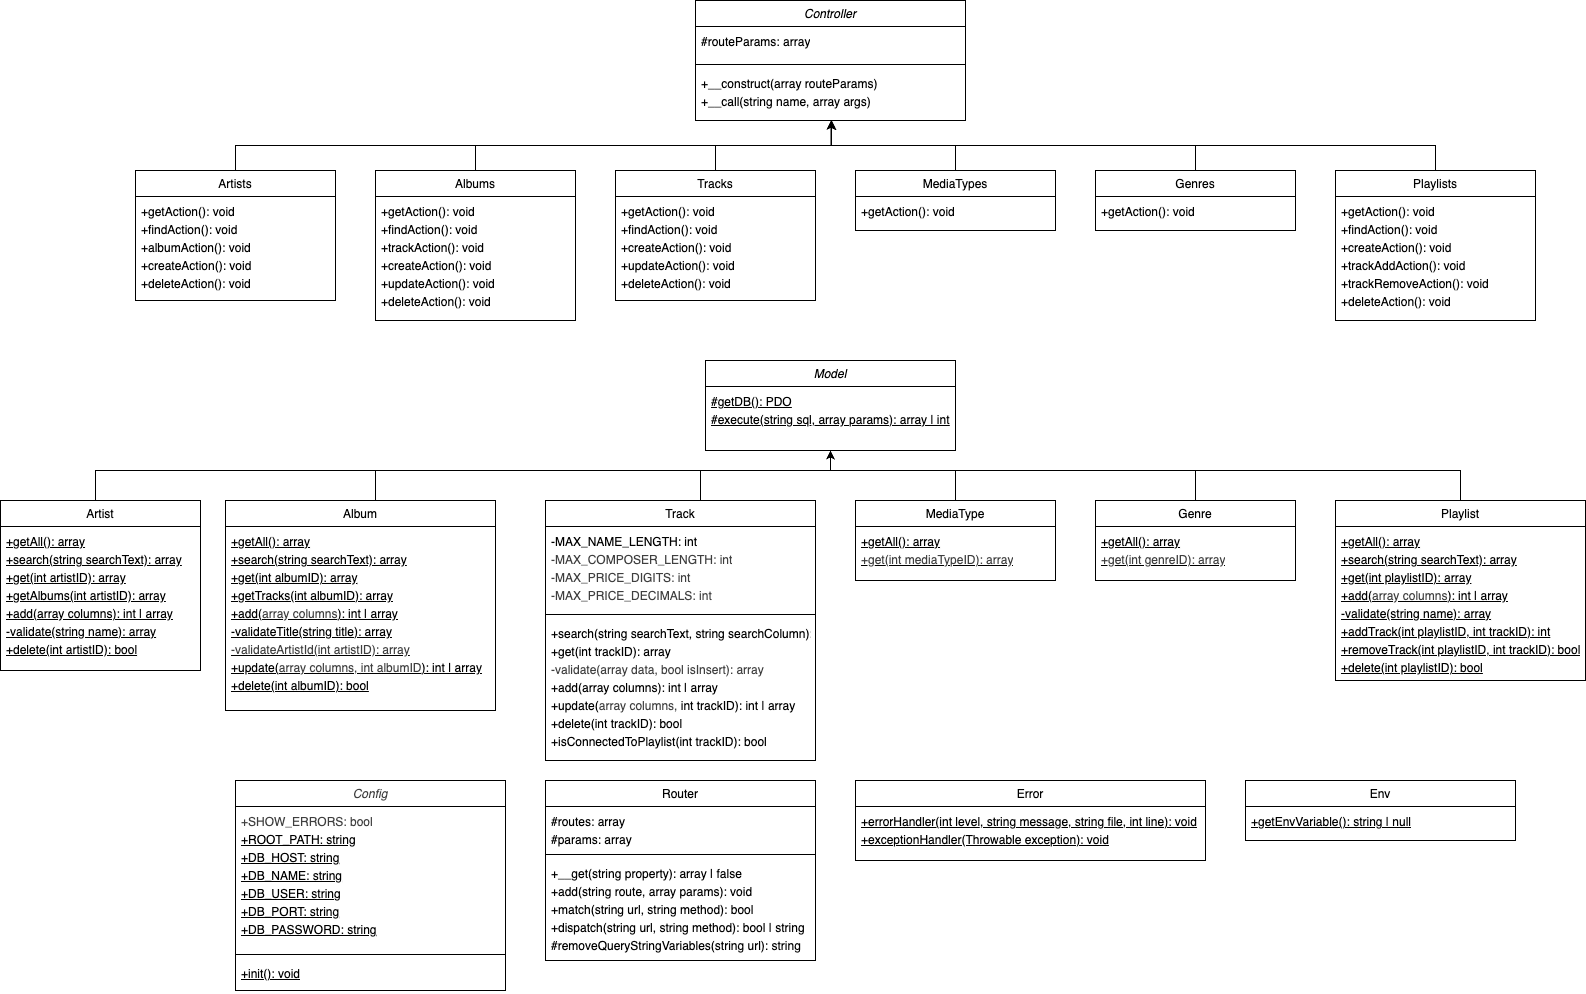 Controller
#routeParams: array
+__construct(array routeParams)
+__call(string name, array args)
Artists
+getAction(): void
+findAction(): void
+albumAction(): void
+createAction(): void
+deleteAction(): void
Albums
+getAction(): void
+findAction(): void
+trackAction(): void
+createAction(): void
+updateAction(): void
+deleteAction(): void
Tracks
+getAction(): void
+findAction(): void
+createAction(): void
+updateAction(): void
+deleteAction(): void
MediaTypes
+getAction(): void
Genres
+getAction(): void
Playlists
+getAction(): void
+findAction(): void
+createAction(): void
+trackAddAction(): void
+trackRemoveAction(): void
+deleteAction(): void
Model
#getDB(): PDO
#execute(string sql, array params): array | int
Artist
+getAll(): array
+search(string searchText): array
+get(int artistID): array
+getAlbums(int artistID): array
+add(array columns): int | array
-validate(string name): array
+delete(int artistID): bool
Album
+getAll(): array
+search(string searchText): array
+get(int albumID): array
+getTracks(int albumID): array
+add(array columns): int | array
-validateTitle(string title): array
-validateArtistId(int artistID): array
+update(array columns, int albumID): int | array
+delete(int albumID): bool
Track
-MAX_NAME_LENGTH: int
-MAX_COMPOSER_LENGTH: int
-MAX_PRICE_DIGITS: int
-MAX_PRICE_DECIMALS: int
+search(string searchText, string searchColumn)
+get(int trackID): array
-validate(array data, bool isInsert): array
+add(array columns): int | array
+update(array columns, int trackID): int | array
+delete(int trackID): bool
+isConnectedToPlaylist(int trackID): bool
MediaType
+getAll(): array
+get(int mediaTypeID): array
Genre
+getAll(): array
+get(int genreID): array
Playlist
+getAll(): array
+search(string searchText): array
+get(int playlistID): array
+add(array columns): int | array
-validate(string name): array
+addTrack(int playlistID, int trackID): int
+removeTrack(int playlistID, int trackID): bool
+delete(int playlistID): bool
Config
+SHOW_ERRORS: bool
+ROOT_PATH: string
+DB_HOST: string
+DB_NAME: string
+DB_USER: string
+DB_PORT: string
+DB_PASSWORD: string
+init(): void
Router
#routes: array
#params: array
+__get(string property): array | false
+add(string route, array params): void
+match(string url, string method): bool
+dispatch(string url, string method): bool | string
#removeQueryStringVariables(string url): string
Error
+errorHandler(int level, string message, string file, int line): void
+exceptionHandler(Throwable exception): void
Env
+getEnvVariable(): string | null